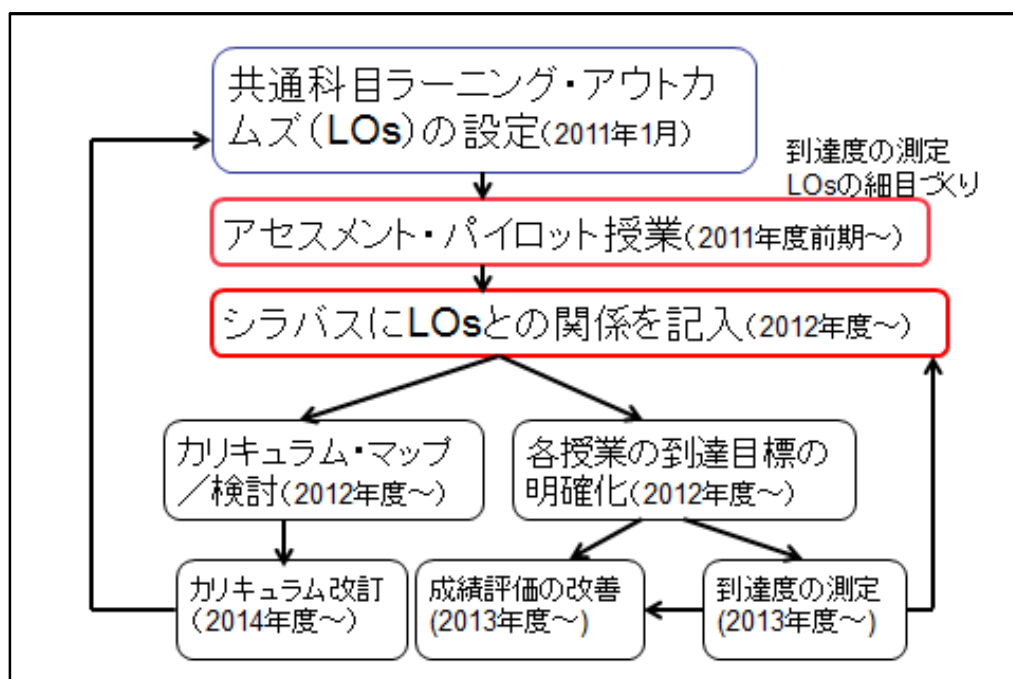 共通科目ラーニング・アウトカ
ムズ（LOs）の設定（2011年1月）
到達度の測定
LOsの細目づくり
アセスメント・パイロット授業（2011年度前期～）
シラバスにLOsとの関係を記入（2012年度～）
カリキュラム・マップ
／検討（2012年度～）
各授業の到達目標の
明確化（2012年度～）
カリキュラム改訂
（2014年度～）
成績評価の改善
(2013年度～)
到達度の測定
(2013年度～)